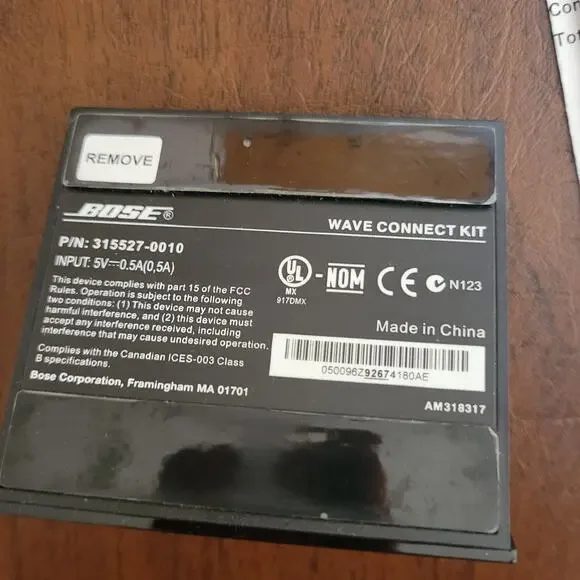 Con
Tot
REMOVE
BOSE®
WAVE CONNECT KIT
P/N: 315527-0010
INPUT: 5V⎓0.5A(0,5A)
This device complies with part 15 of the FCC
Rules. Operation is subject to the following
two conditions: (1) This device may not cause
harmful interference, and (2) this device must
accept any interference received, including
interference that may cause undesired operation.
Complies with the Canadian ICES-003 Class
B specifications.
Bose Corporation, Framingham MA 01701
UL®
MX
917DMX
-NOM
CE
C N123
Made in China
050096Z92674180AE
AM318317